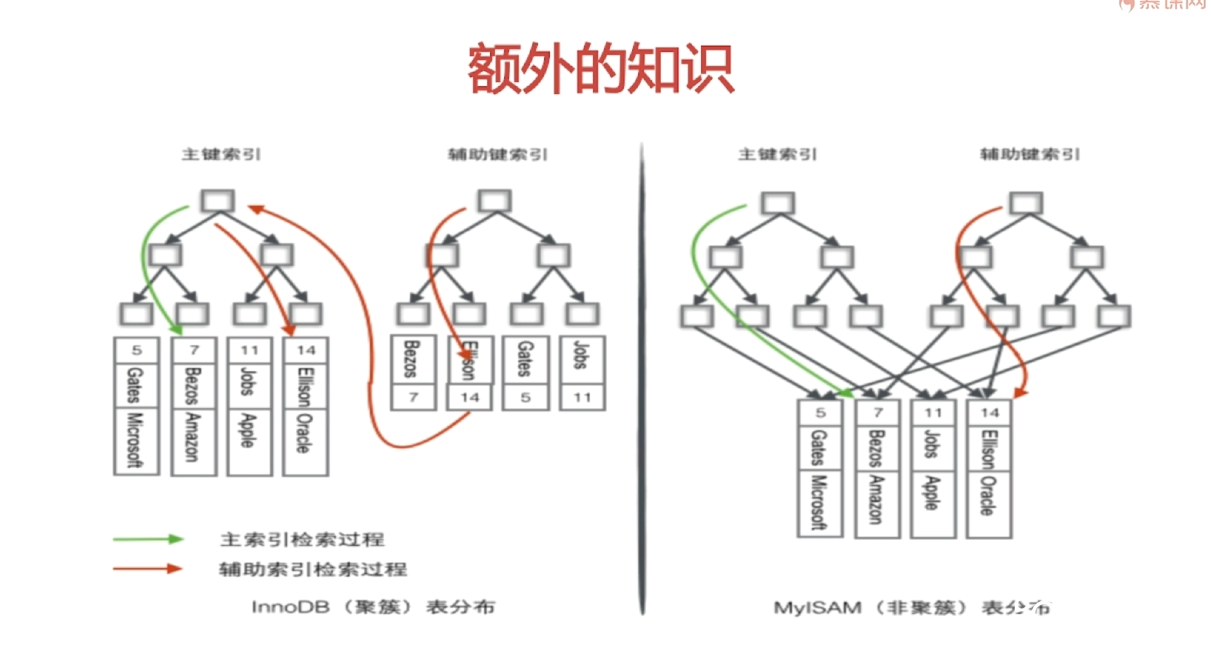 慕课网
额外的知识
主键索引
辅助键索引
主键索引
辅助键索引
5
Gates
Microsoft
7
Bezos
Amazon
11
Jobs
Apple
14
Ellison
Oracle
Bezos
7
Ellison
14
Gates
5
Jobs
11
5
Gates
Microsoft
7
Bezos
Amazon
11
Jobs
Apple
14
Ellison
Oracle
主索引检索过程
辅助索引检索过程
InnoDB（聚簇）表分布
MyISAM（非聚簇）表分布